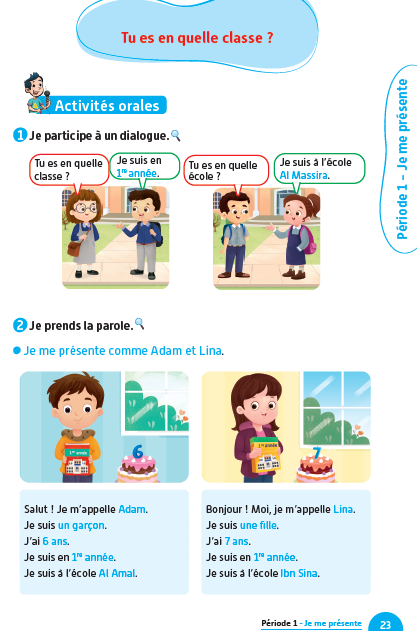 Tu es en quelle classe ?
Activités orales
1 Je participe à un dialogue.
Tu es en quelle
classe ?
Je suis en
1re année.
Tu es en quelle
école ?
Je suis à l'école
Al Massira.
2 Je prends la parole.
Je me présente comme Adam et Lina.
1re année
6
1re année
7
Salut ! Je m'appelle Adam.
Je suis un garçon.
J'ai 6 ans.
Je suis en 1re année.
Je suis à l'école Al Amal.
Bonjour ! Moi, je m'appelle Lina.
Je suis une fille.
J'ai 7 ans.
Je suis en 1re année.
Je suis à l'école Ibn Sina.
Période 1 - Je me présente
Période 1 - Je me présente
23